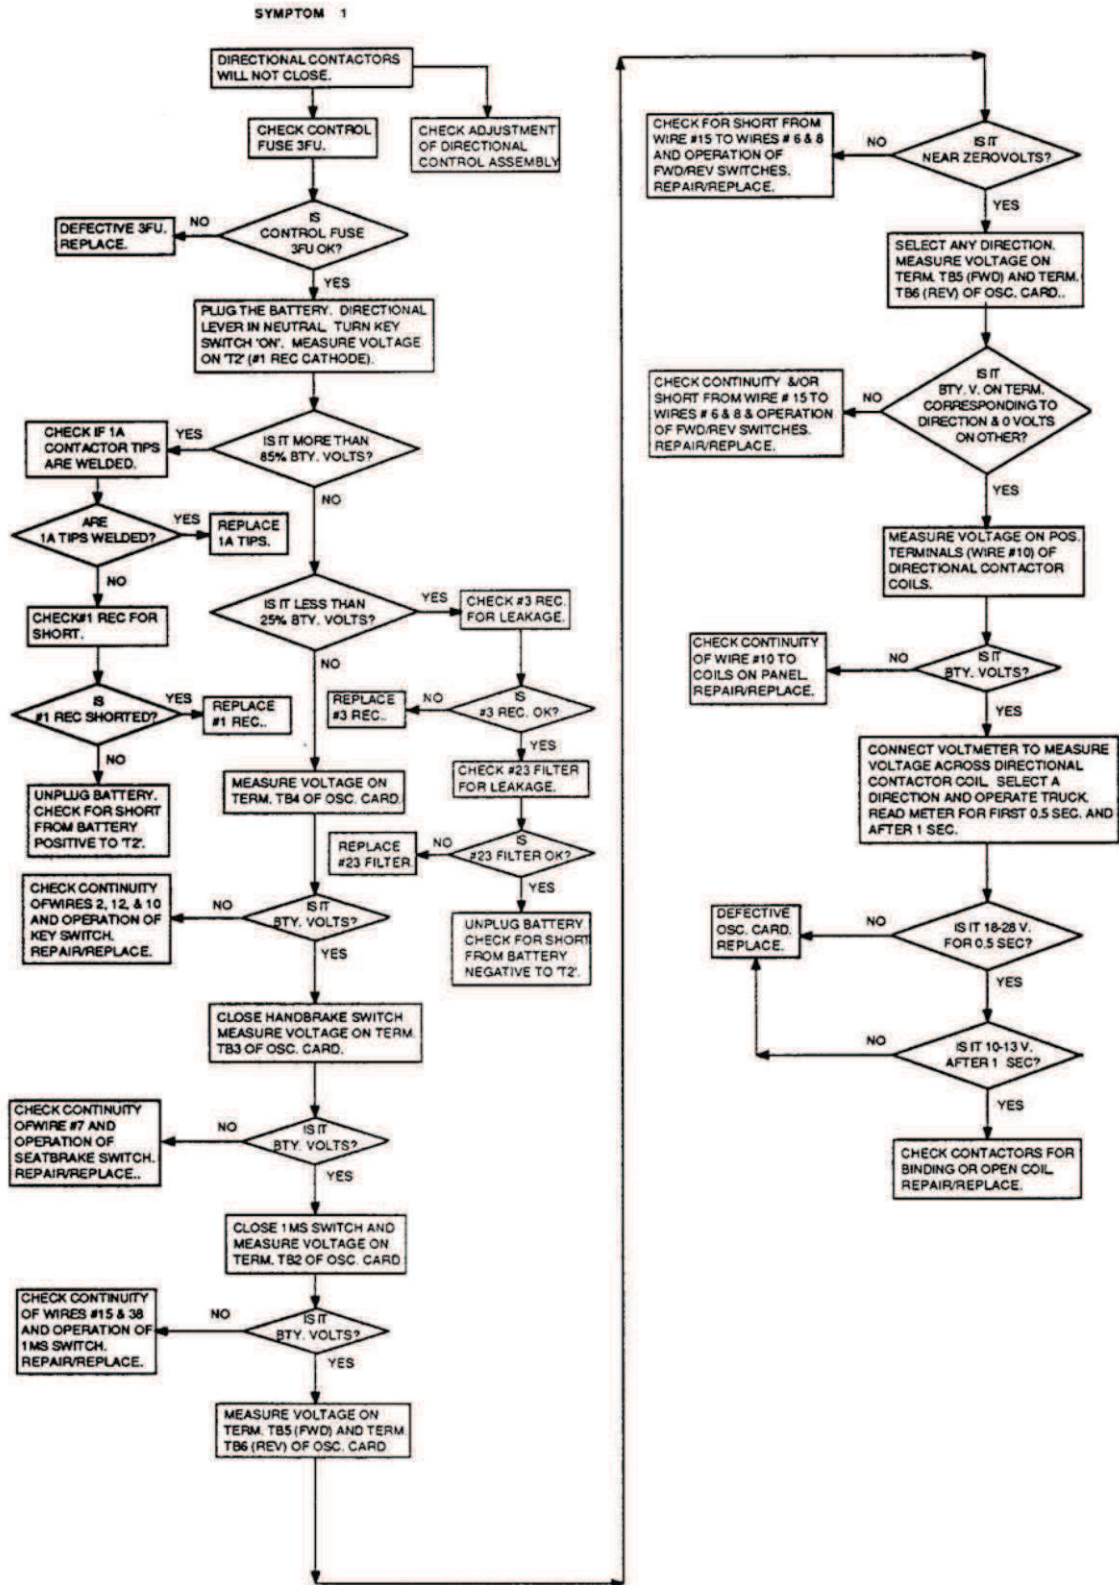 SYMPTOM 1
DIRECTIONAL CONTACTORS
WILL NOT CLOSE.
CHECK CONTROL
FUSE 3FU.
CHECK ADJUSTMENT
OF DIRECTIONAL
CONTROL ASSEMBLY
IS
CONTROL FUSE
3FU OK?
NO
DEFECTIVE 3FU.
REPLACE.
YES
PLUG THE BATTERY. DIRECTIONAL
LEVER IN NEUTRAL. TURN KEY
SWITCH 'ON'. MEASURE VOLTAGE
ON 'T2' (#1 REC CATHODE).
IS IT MORE THAN
85% BTY. VOLTS?
YES
CHECK IF 1A
CONTACTOR TIPS
ARE WELDED.
ARE
1A TIPS WELDED?
YES
REPLACE
1A TIPS.
NO
CHECK#1 REC FOR
SHORT.
IS
#1 REC SHORTED?
YES
REPLACE
#1 REC..
NO
UNPLUG BATTERY.
CHECK FOR SHORT
FROM BATTERY
POSITIVE TO 'T2'.
NO
IS IT LESS THAN
25% BTY. VOLTS?
YES
CHECK #3 REC.
FOR LEAKAGE.
IS
#3 REC. OK?
NO
REPLACE
#3 REC..
YES
CHECK #23 FILTER
FOR LEAKAGE.
IS
#23 FILTER OK?
NO
REPLACE
#23 FILTER.
YES
UNPLUG BATTERY.
CHECK FOR SHORT
FROM BATTERY
NEGATIVE TO 'T2'.
NO
MEASURE VOLTAGE ON
TERM. TB4 OF OSC. CARD.
IS IT
BTY. VOLTS?
NO
CHECK CONTINUITY
OFWIRES 2, 12, & 10
AND OPERATION OF
KEY SWITCH.
REPAIR/REPLACE.
YES
CLOSE HANDBRAKE SWITCH
MEASURE VOLTAGE ON TERM.
TB3 OF OSC. CARD.
IS IT
BTY. VOLTS?
NO
CHECK CONTINUITY
OFWIRE #7 AND
OPERATION OF
SEATBRAKE SWITCH.
REPAIR/REPLACE..
YES
CLOSE 1MS SWITCH AND
MEASURE VOLTAGE ON
TERM. TB2 OF OSC. CARD
IS IT
BTY. VOLTS?
NO
CHECK CONTINUITY
OF WIRES #15 & 38
AND OPERATION OF
1MS SWITCH.
REPAIR/REPLACE.
YES
MEASURE VOLTAGE ON
TERM. TB5 (FWD) AND TERM.
TB6 (REV) OF OSC. CARD
IS IT
NEAR ZEROVOLTS?
NO
CHECK FOR SHORT FROM
WIRE #15 TO WIRES # 6 & 8
AND OPERATION OF
FWD/REV SWITCHES.
REPAIR/REPLACE.
YES
SELECT ANY DIRECTION.
MEASURE VOLTAGE ON
TERM. TB5 (FWD) AND TERM.
TB6 (REV) OF OSC. CARD..
IS IT
BTY. V. ON TERM.
CORRESPONDING TO
DIRECTION & 0 VOLTS
ON OTHER?
NO
CHECK CONTINUITY &/OR
SHORT FROM WIRE # 15 TO
WIRES # 6 & 8 & OPERATION
OF FWD/REV SWITCHES.
REPAIR/REPLACE.
YES
MEASURE VOLTAGE ON POS.
TERMINALS (WIRE #10) OF
DIRECTIONAL CONTACTOR
COILS.
IS IT
BTY. VOLTS?
NO
CHECK CONTINUITY
OF WIRE #10 TO
COILS ON PANEL.
REPAIR/REPLACE.
YES
CONNECT VOLTMETER TO MEASURE
VOLTAGE ACROSS DIRECTIONAL
CONTACTOR COIL. SELECT A
DIRECTION AND OPERATE TRUCK.
READ METER FOR FIRST 0.5 SEC. AND
AFTER 1 SEC.
IS IT 18-28 V.
FOR 0.5 SEC?
NO
DEFECTIVE
OSC. CARD.
REPLACE.
YES
IS IT 10-13 V.
AFTER 1 SEC?
NO
YES
CHECK CONTACTORS FOR
BINDING OR OPEN COIL.
REPAIR/REPLACE.